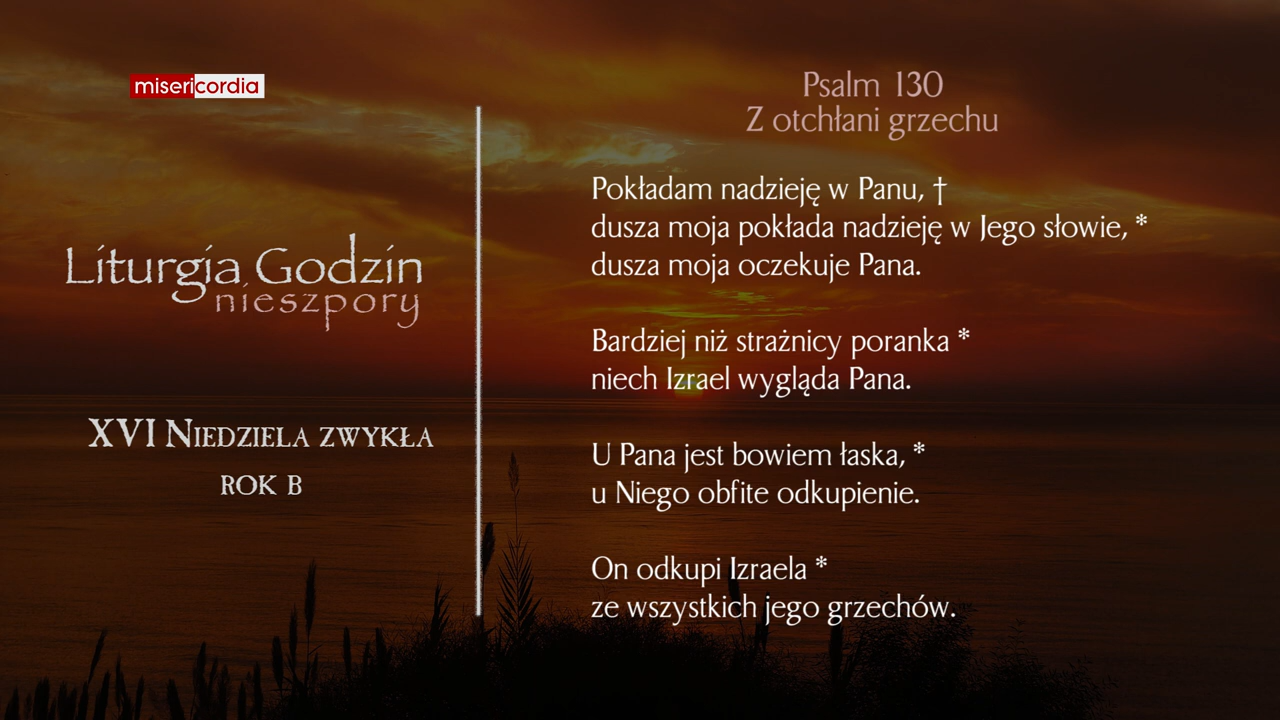 misericordia
Liturgia Godzin
nieszpory
XVI Niedziela zwykła
rok B
Psalm 130
Z otchłani grzechu
Pokładam nadzieję w Panu, †
dusza moja pokłada nadzieję w Jego słowie, *
dusza moja oczekuje Pana.
Bardziej niż strażnicy poranka *
niech Izrael wygląda Pana.
U Pana jest bowiem łaska, *
u Niego obfite odkupienie.
On odkupi Izraela *
ze wszystkich jego grzechów.